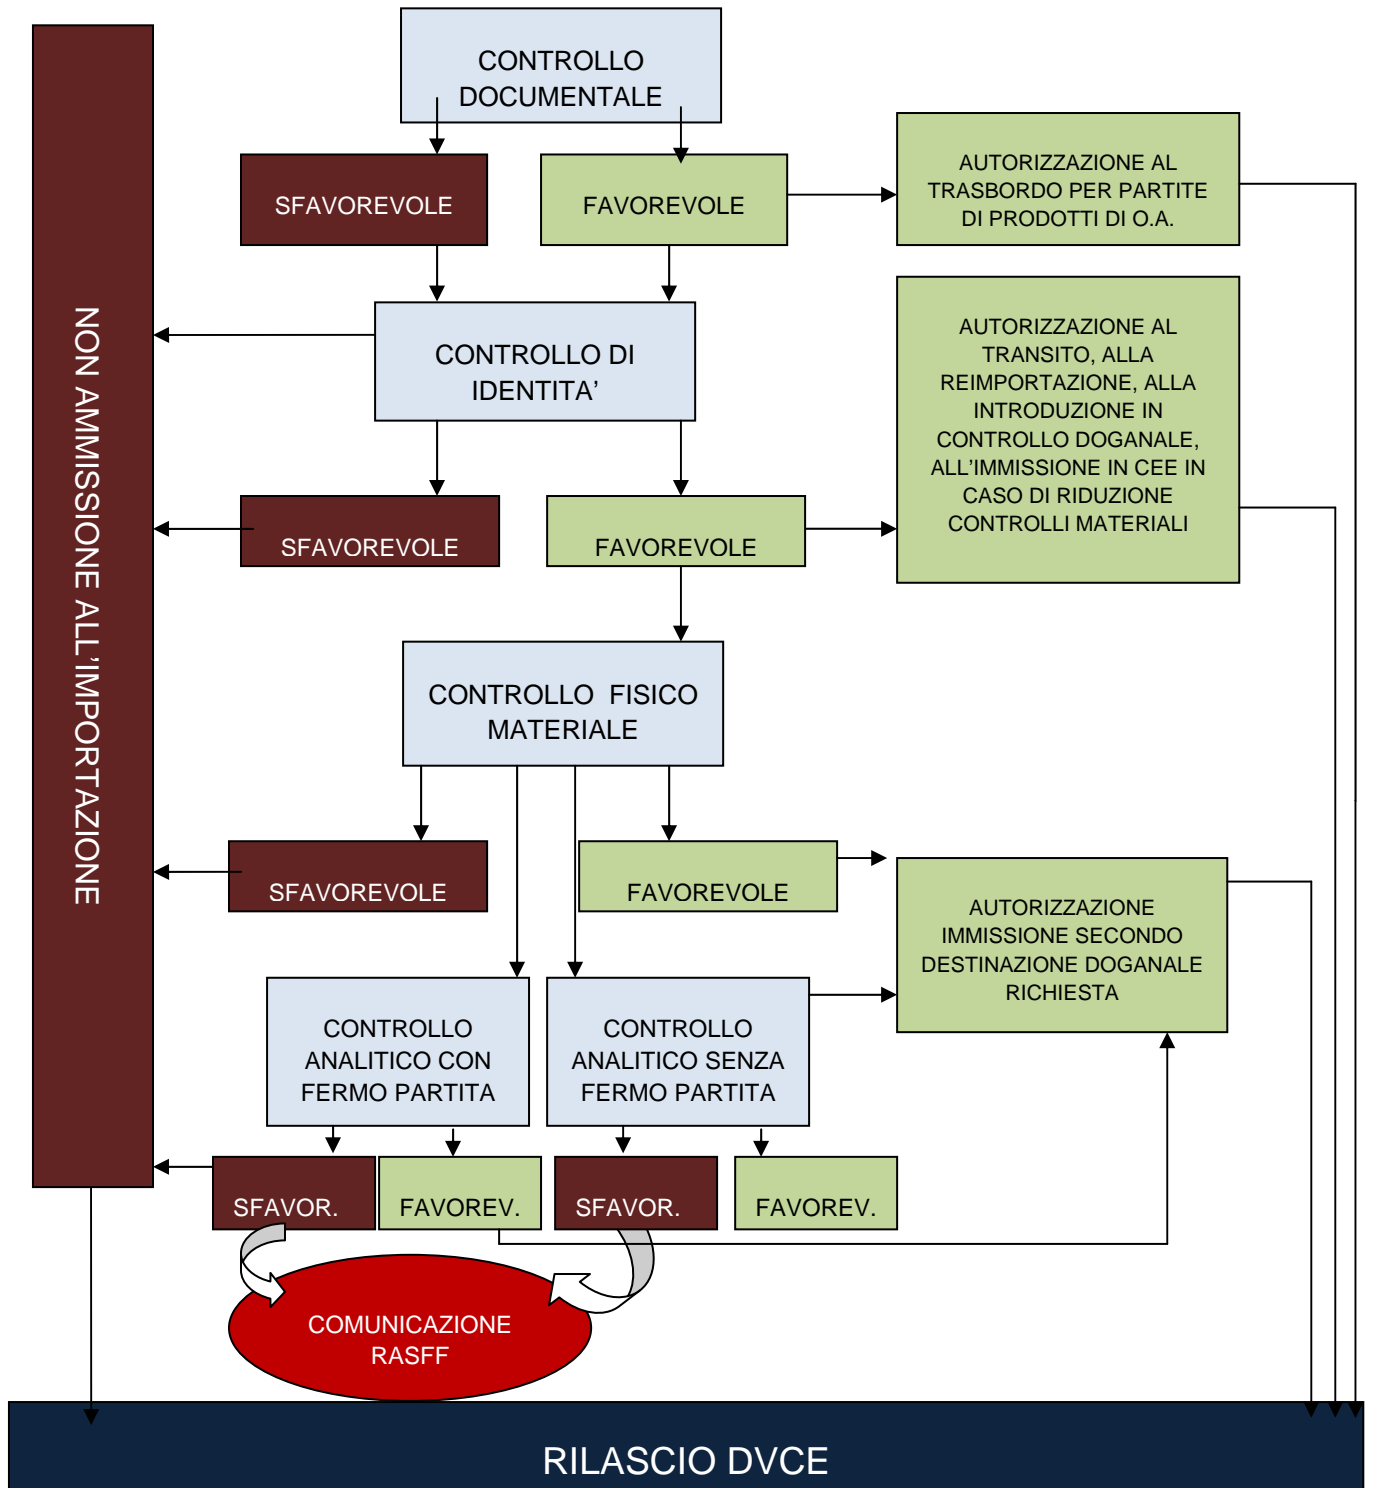 CONTROLLO
DOCUMENTALE
SFAVOREVOLE
FAVOREVOLE
AUTORIZZAZIONE AL
TRASBORDO PER PARTITE
DI PRODOTTI DI O.A.
NON AMMISSIONE ALL'IMPORTAZIONE
CONTROLLO DI
IDENTITA'
AUTORIZZAZIONE AL
TRANSITO, ALLA
REIMPORTAZIONE, ALLA
INTRODUZIONE IN
CONTROLLO DOGANALE,
ALL'IMMISSIONE IN CEE IN
CASO DI RIDUZIONE
CONTROLLI MATERIALI
SFAVOREVOLE
FAVOREVOLE
CONTROLLO FISICO
MATERIALE
SFAVOREVOLE
FAVOREVOLE
AUTORIZZAZIONE
IMMISSIONE SECONDO
DESTINAZIONE DOGANALE
RICHIESTA
CONTROLLO
ANALITICO CON
FERMO PARTITA
CONTROLLO
ANALITICO SENZA
FERMO PARTITA
SFAVOR.
FAVOREV.
SFAVOR.
FAVOREV.
COMUNICAZIONE
RASFF
RILASCIO DVCE